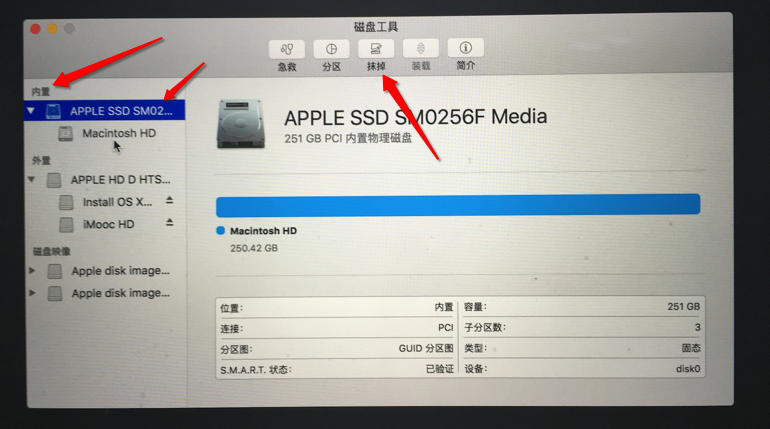 磁盘工具
急救 分区 抹掉 装载 简介
内置
APPLE SSD SM02...
Macintosh HD
外置
APPLE HD D HTS...
Install OS X...
iMooc HD
磁盘映像
Apple disk image...
Apple disk image...
APPLE SSD SM0256F Media
251 GB PCI 内置物理磁盘
Macintosh HD
250.42 GB
位置: 内置 容量: 251 GB
连接: PCI 子分区数: 3
分区图: GUID 分区图 类型: 固态
S.M.A.R.T. 状态: 已验证 设备: disk0